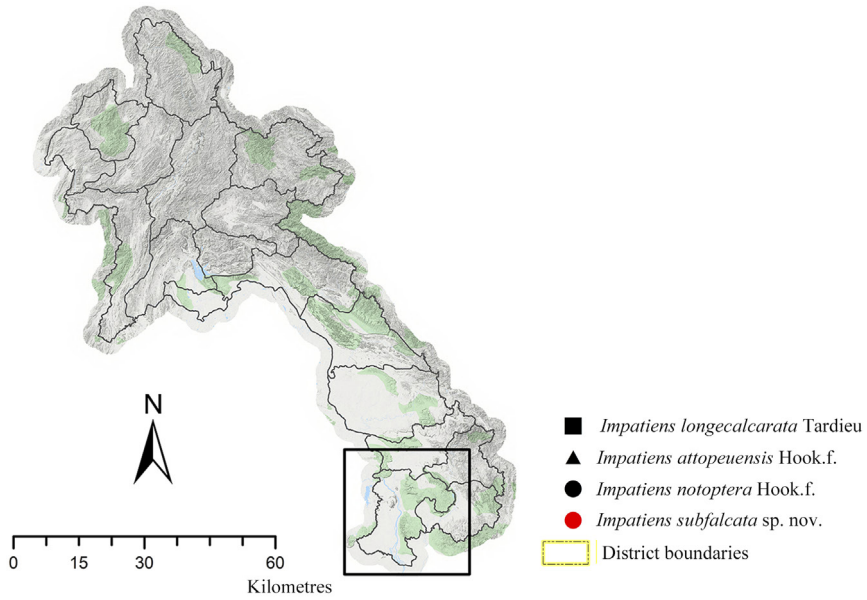 N
0 15 30 60
Kilometres
Impatiens longecalcarata Tardieu
Impatiens attopeuensis Hook.f.
Impatiens notoptera Hook.f.
Impatiens subfalcata sp. nov.
District boundaries